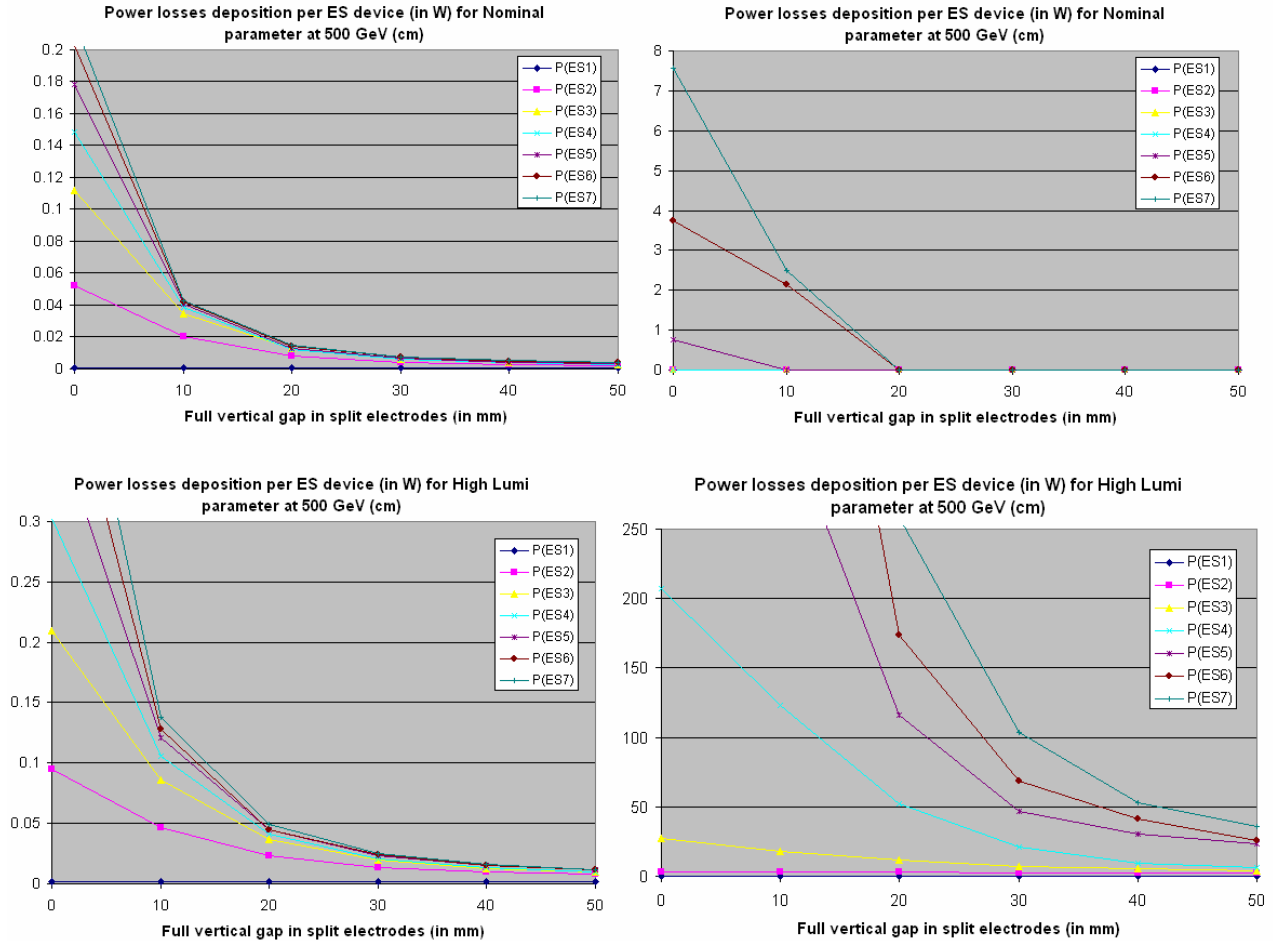 Power losses deposition per ES device (in W) for Nominal
parameter at 500 GeV (cm)
0.2
0.18
0.16
0.14
0.12
0.1
0.08
0.06
0.04
0.02
0
P(ES1)
P(ES2)
P(ES3)
P(ES4)
P(ES5)
P(ES6)
P(ES7)
0 10 20 30 40 50
Full vertical gap in split electrodes (in mm)
Power losses deposition per ES device (in W) for Nominal
parameter at 500 GeV (cm)
8
7
6
5
4
3
2
1
0
P(ES1)
P(ES2)
P(ES3)
P(ES4)
P(ES5)
P(ES6)
P(ES7)
0 10 20 30 40 50
Full vertical gap in split electrodes (in mm)
Power losses deposition per ES device (in W) for High Lumi
parameter at 500 GeV (cm)
0.3
0.25
0.2
0.15
0.1
0.05
0
P(ES1)
P(ES2)
P(ES3)
P(ES4)
P(ES5)
P(ES6)
P(ES7)
0 10 20 30 40 50
Full vertical gap in split electrodes (in mm)
Power losses deposition per ES device (in W) for High Lumi
parameter at 500 GeV (cm)
250
200
150
100
50
0
P(ES1)
P(ES2)
P(ES3)
P(ES4)
P(ES5)
P(ES6)
P(ES7)
0 10 20 30 40 50
Full vertical gap in split electrodes (in mm)